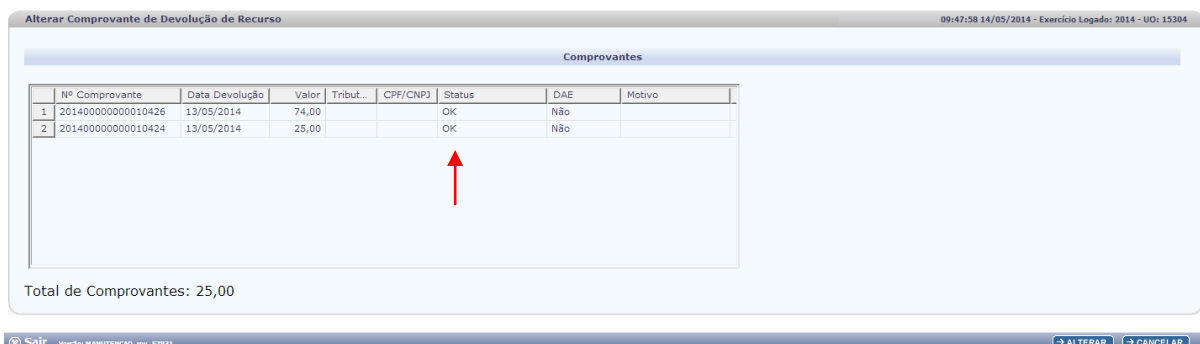 Alterar Comprovante de Devolução de Recurso 09:47:58 14/05/2014 - Exercício Logado: 2014 - UO: 15304
Comprovantes
Nº Comprovante Data Devolução Valor Tribut... CPF/CNPJ Status DAE Motivo
1 201400000000010426 13/05/2014 74,00 OK Não
2 201400000000010424 13/05/2014 25,00 OK Não
Total de Comprovantes: 25,00
Sair ALTERAR CANCELAR